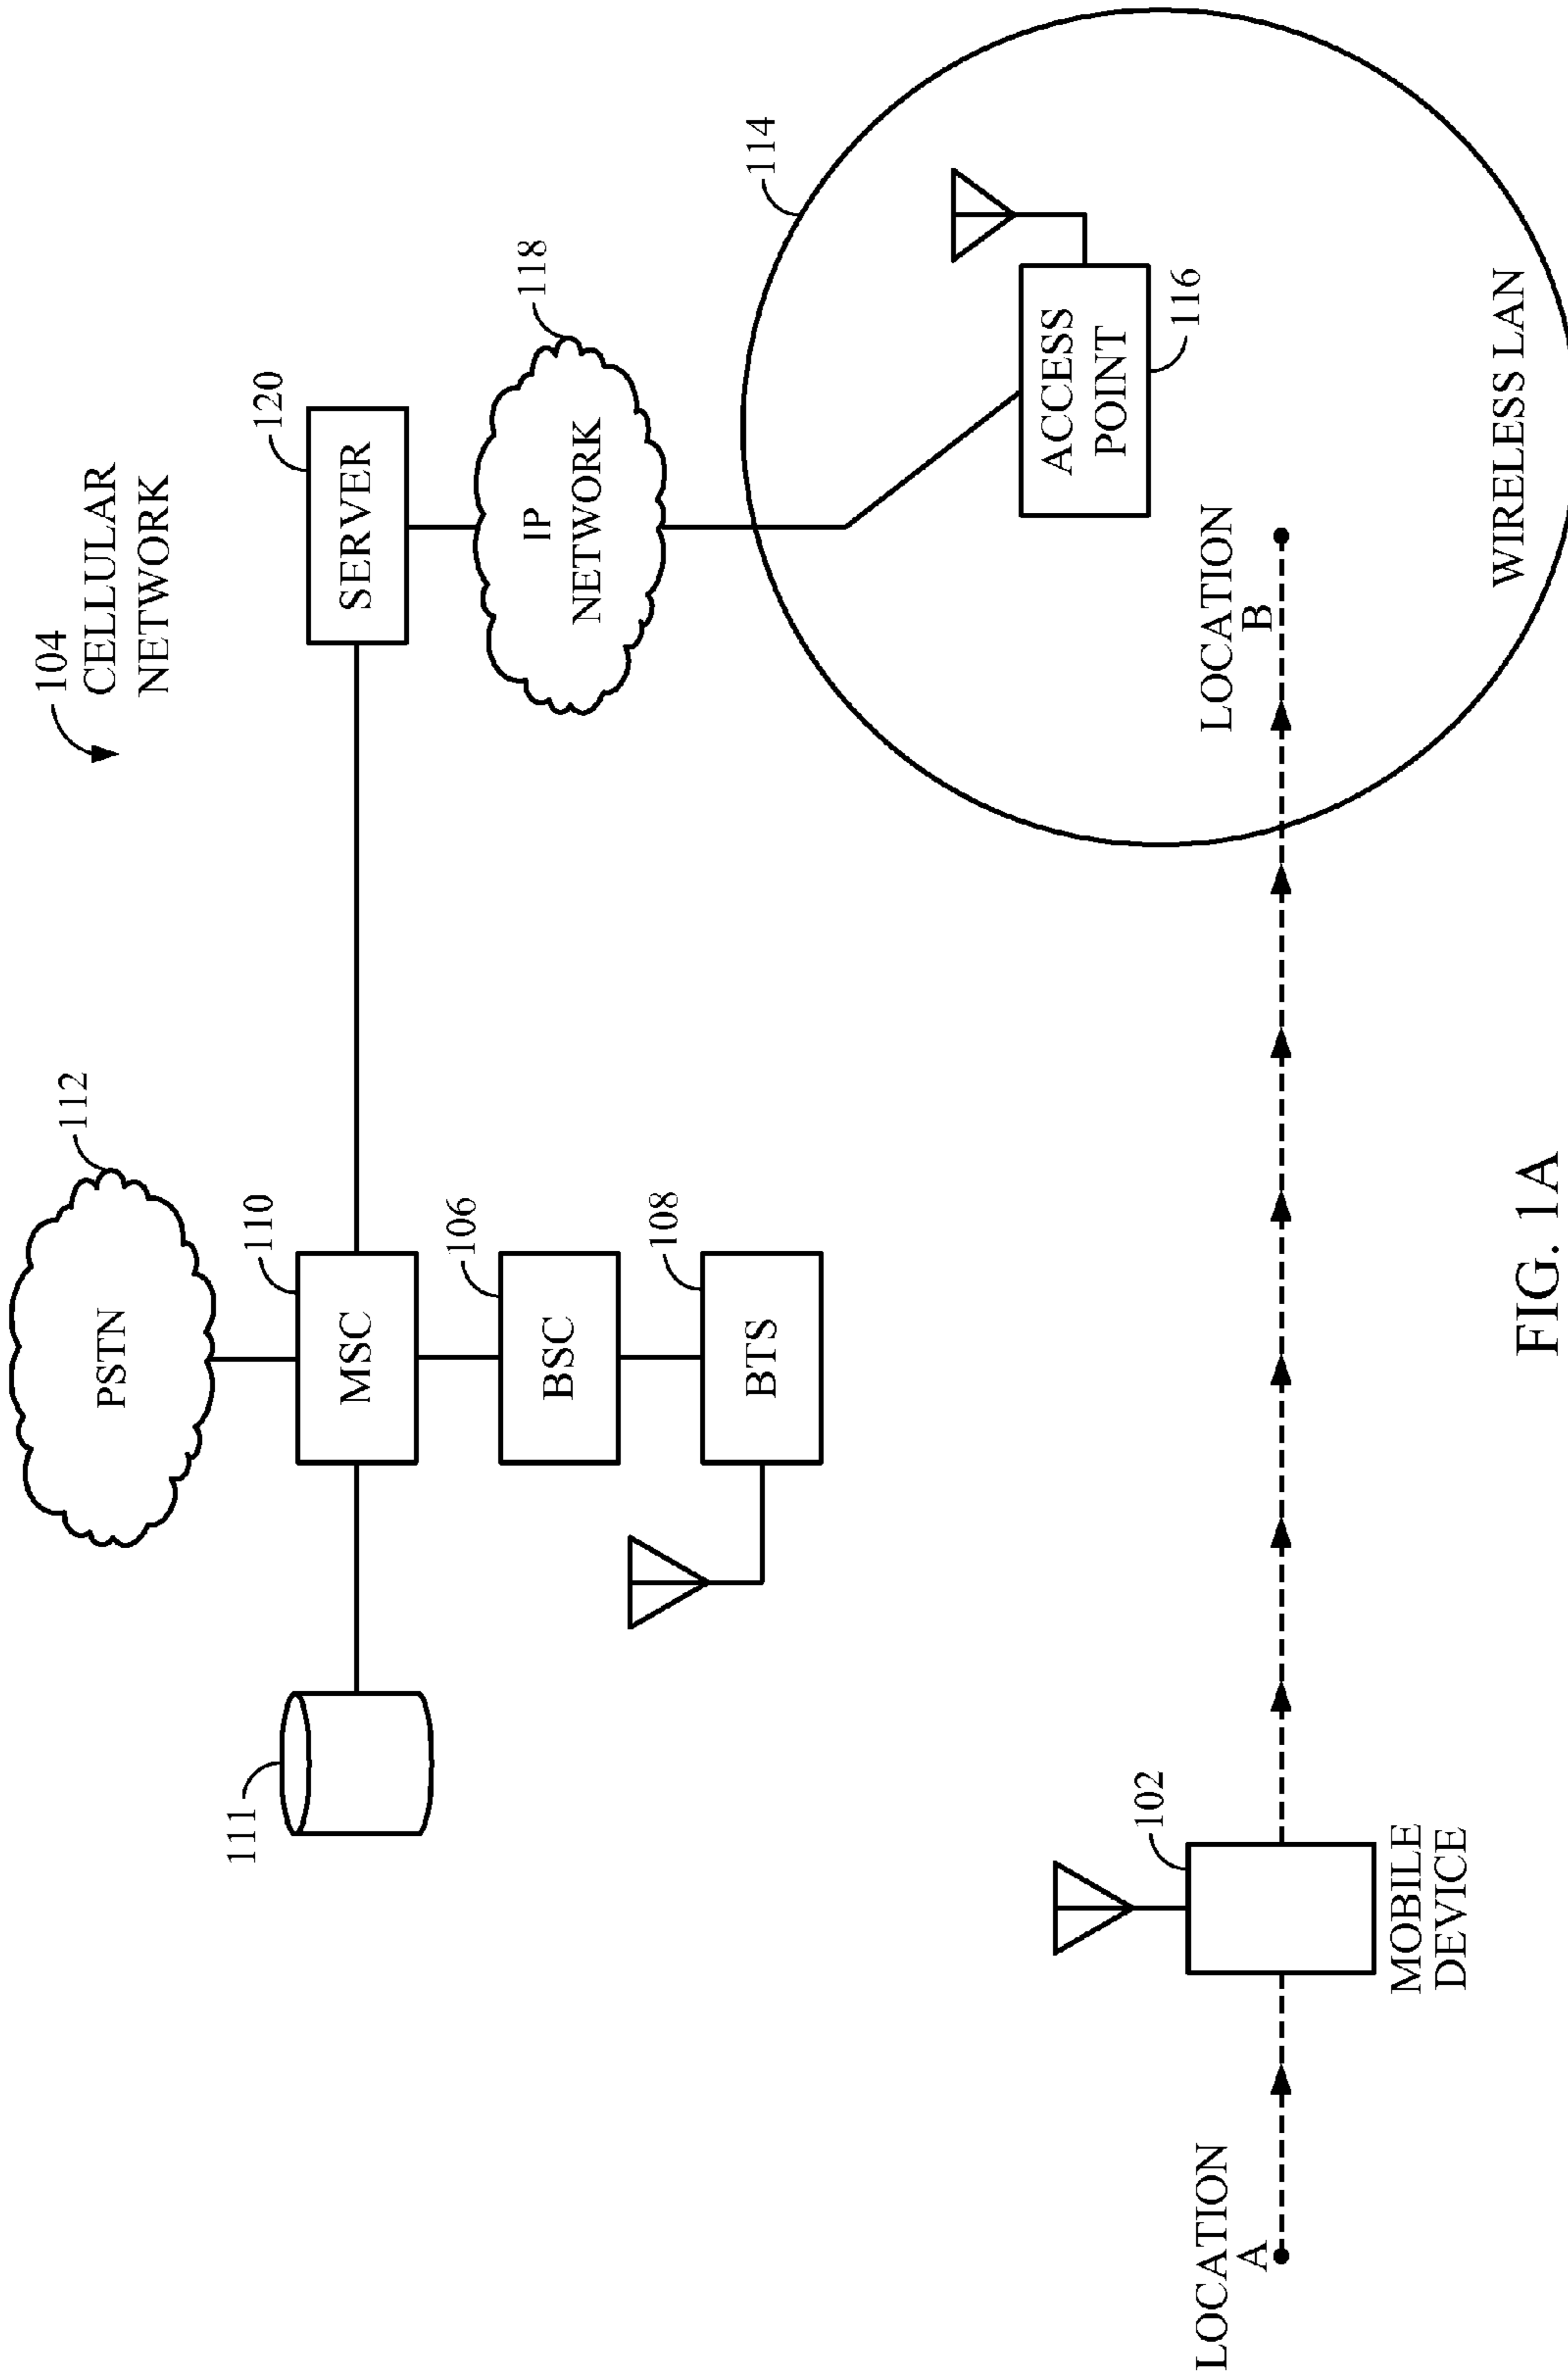 104
CELLULAR
NETWORK
112
PSTN
110
MSC
111
120
SERVER
106
BSC
118
IP
NETWORK
108
BTS
114
ACCESS
POINT
116
102
MOBILE
DEVICE
LOCATION
A
LOCATION
B
WIRELESS LAN
FIG. 1A